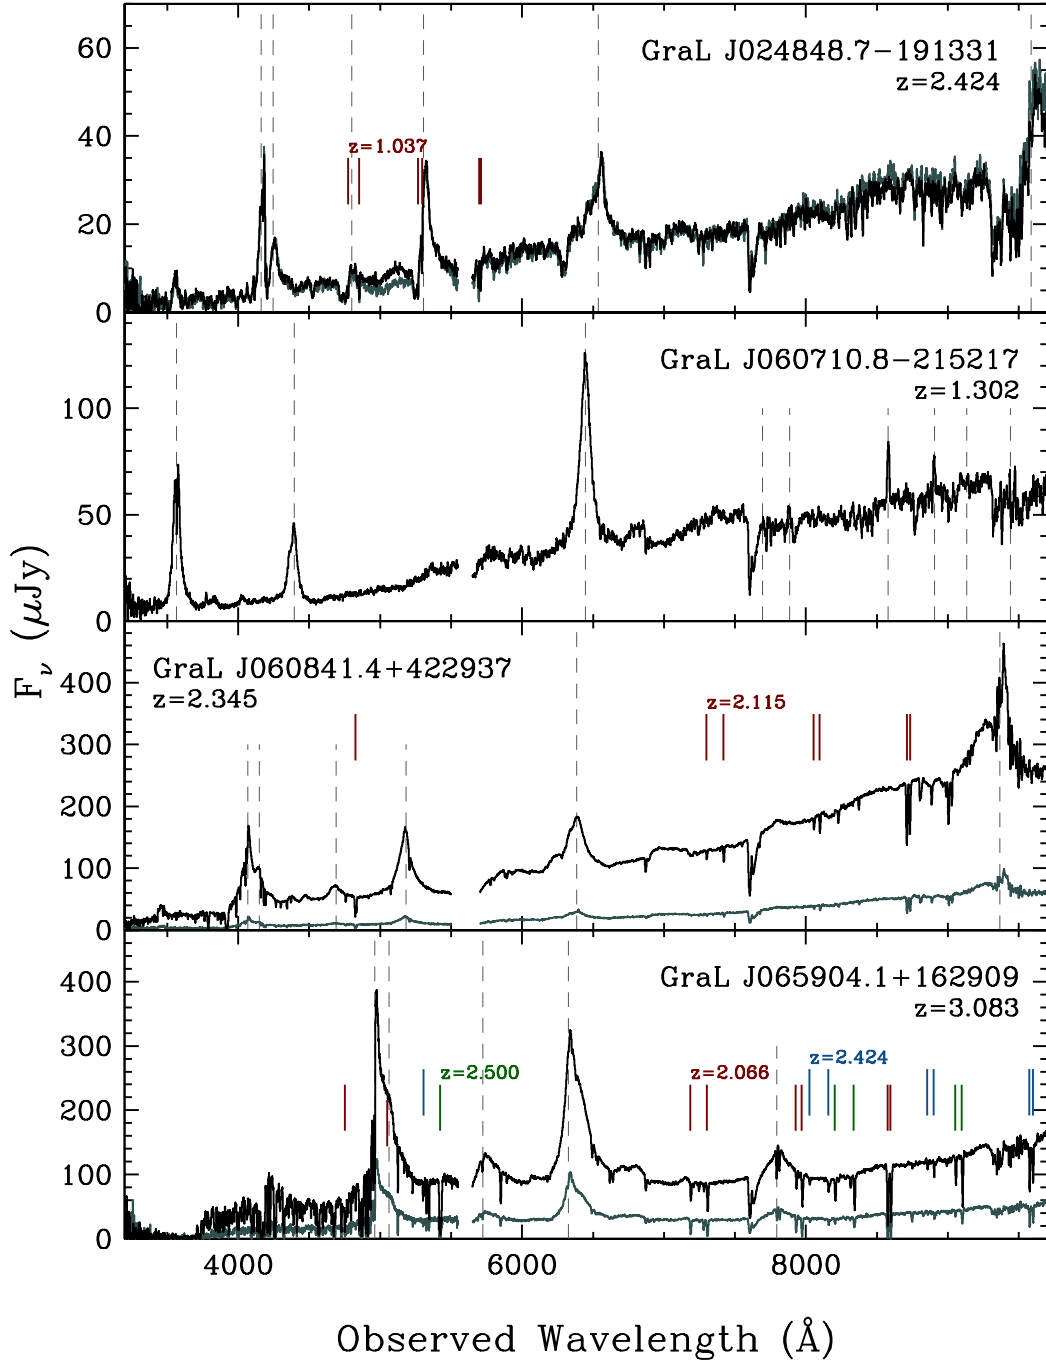 60
40
20
0
GraL J024848.7−191331
z=2.424
z=1.037
100
50
0
GraL J060710.8−215217
z=1.302
400
300
200
100
0
GraL J060841.4+422937
z=2.345
z=2.115
400
300
200
100
0
GraL J065904.1+162909
z=3.083
z=2.424
z=2.500
z=2.066
4000
6000
8000
Fν (μJy)
Observed Wavelength (Å)